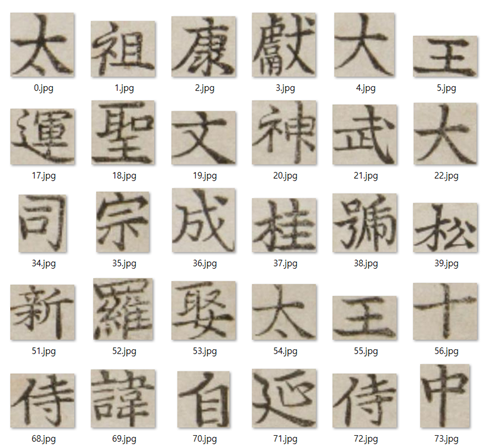 太 祖 康 獻 大 王
0.jpg 1.jpg 2.jpg 3.jpg 4.jpg 5.jpg
運 聖 文 神 武 大
17.jpg 18.jpg 19.jpg 20.jpg 21.jpg 22.jpg
司 宗 成 桂 號 松
34.jpg 35.jpg 36.jpg 37.jpg 38.jpg 39.jpg
新 羅 娶 太 王 十
51.jpg 52.jpg 53.jpg 54.jpg 55.jpg 56.jpg
侍 諱 自 延 侍 中
68.jpg 69.jpg 70.jpg 71.jpg 72.jpg 73.jpg